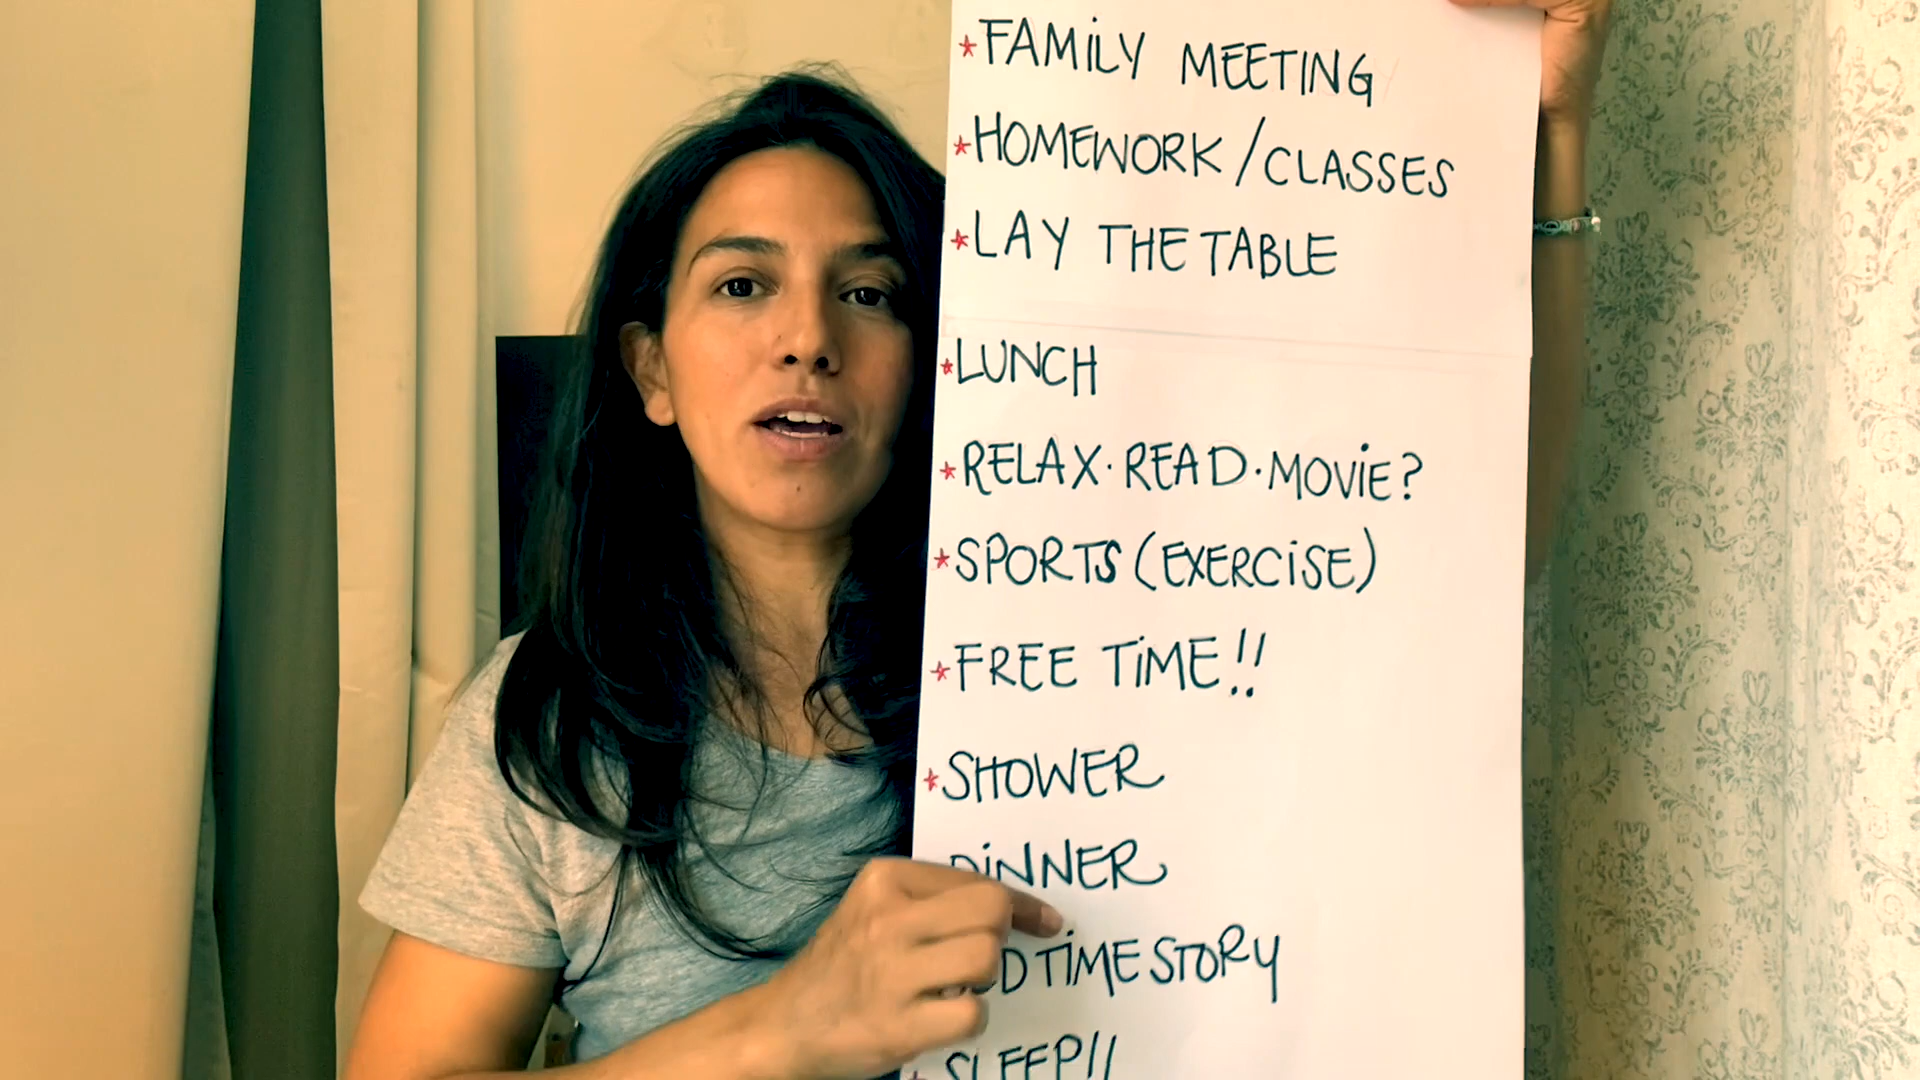 *FAMiLY MEETING
*HOMEWORK/CLASSES
*LAY THE TABLE
*LUNCH
*RELAX·READ·MOViE?
*SPORTS (EXERCiSE)
*FREE TiME!!
*SHOWER
DiNNER
TiME STORY
* SLEEP!!